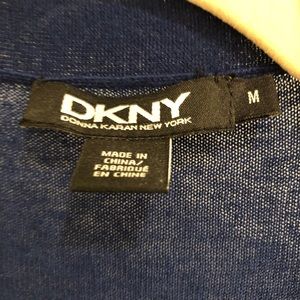 DKNY
DONNA KARAN NEW YORK
M
MADE IN
CHINA/
FABRIQUÉ
EN CHINE